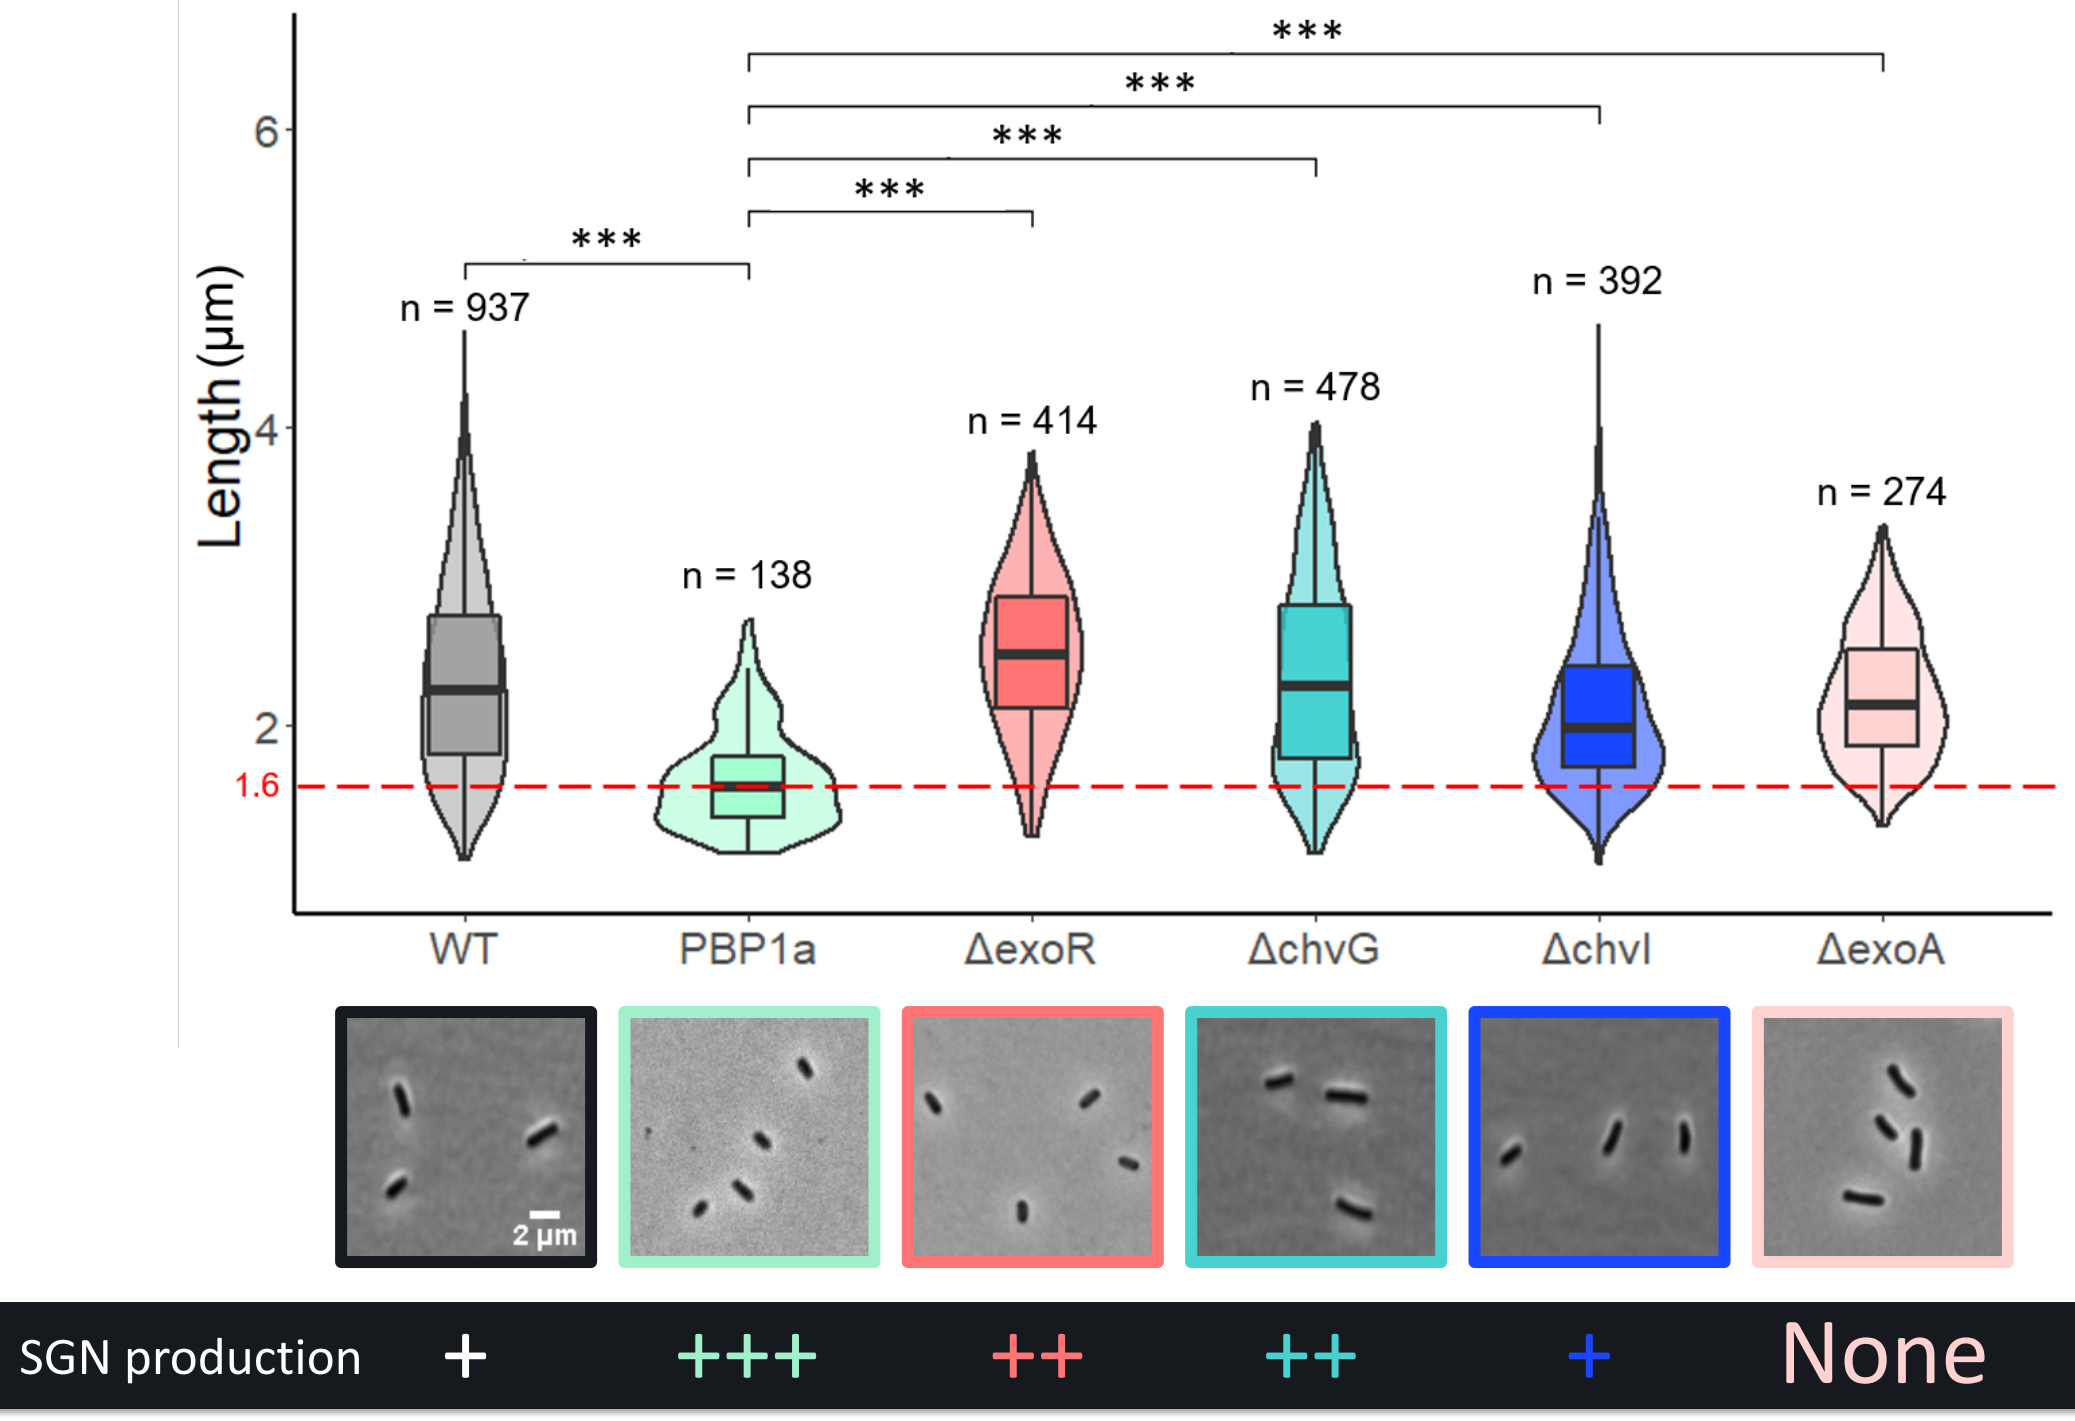 ***
***
***
***
***
n = 937
n = 138
n = 414
n = 478
n = 392
n = 274
Length (µm)
6
4
2
1.6
WT PBP1a ΔexoR ΔchvG ΔchvI ΔexoA
2 µm
SGN production + +++ ++ ++ + None